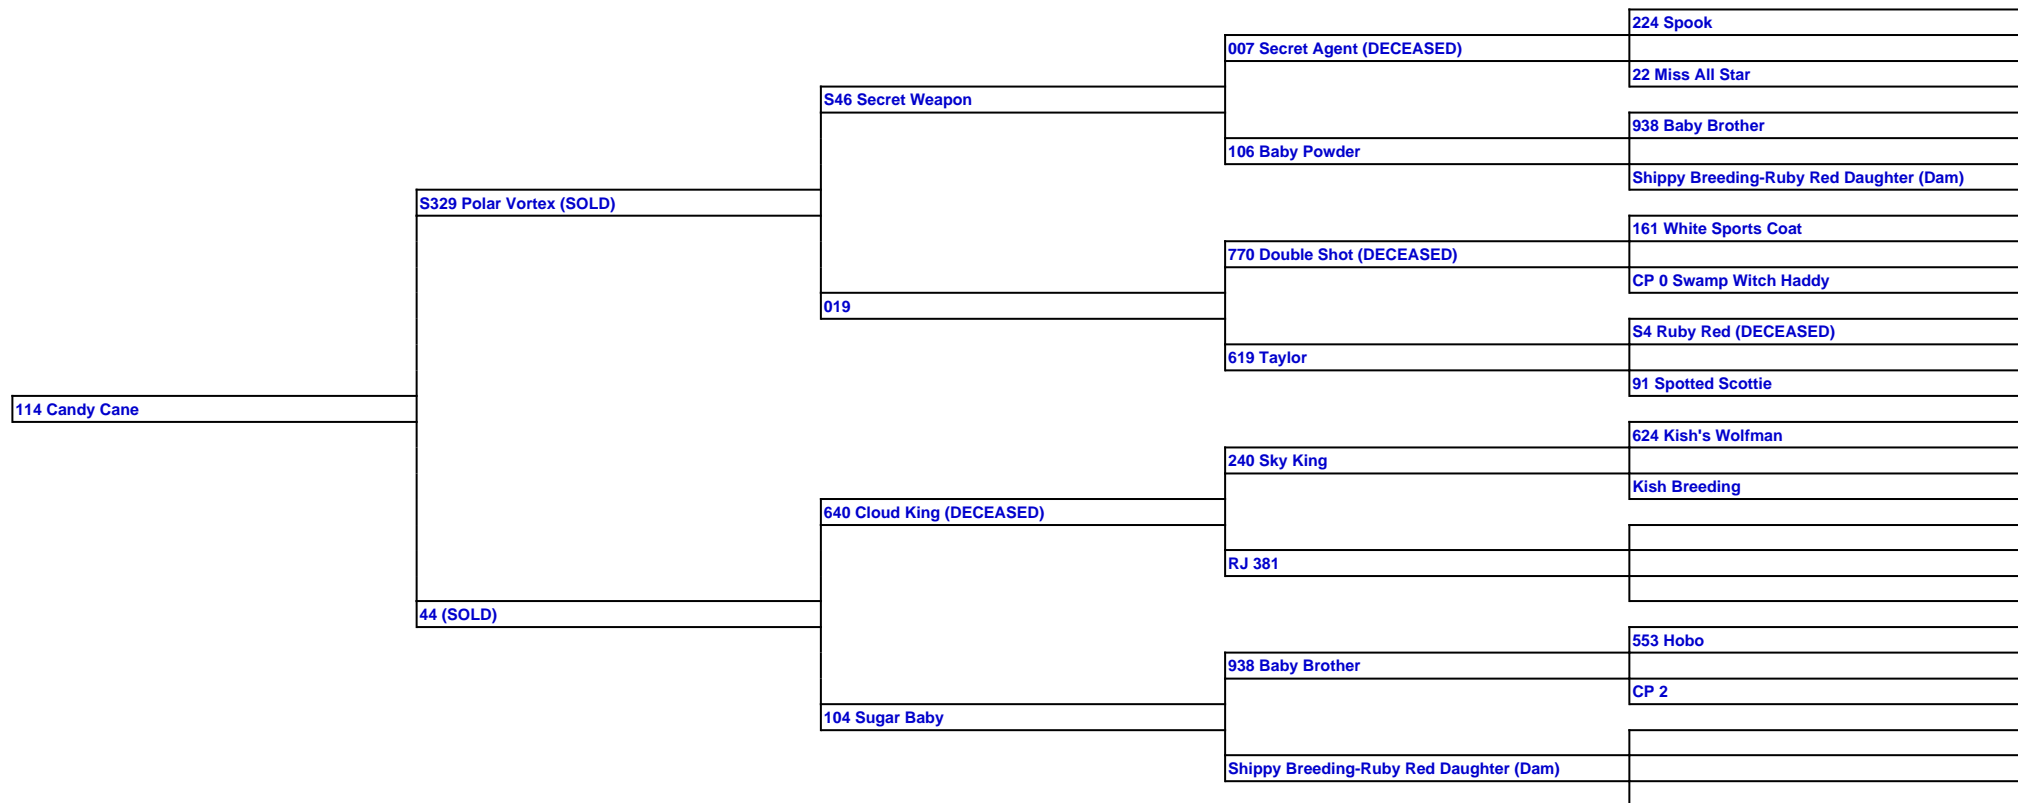 224 Spook
007 Secret Agent (DECEASED)
22 Miss All Star
S46 Secret Weapon
938 Baby Brother
106 Baby Powder
Shippy Breeding-Ruby Red Daughter (Dam)
S329 Polar Vortex (SOLD)
161 White Sports Coat
770 Double Shot (DECEASED)
CP 0 Swamp Witch Haddy
019
S4 Ruby Red (DECEASED)
619 Taylor
91 Spotted Scottie
114 Candy Cane
624 Kish's Wolfman
240 Sky King
Kish Breeding
640 Cloud King (DECEASED)
RJ 381
44 (SOLD)
553 Hobo
938 Baby Brother
CP 2
104 Sugar Baby
Shippy Breeding-Ruby Red Daughter (Dam)